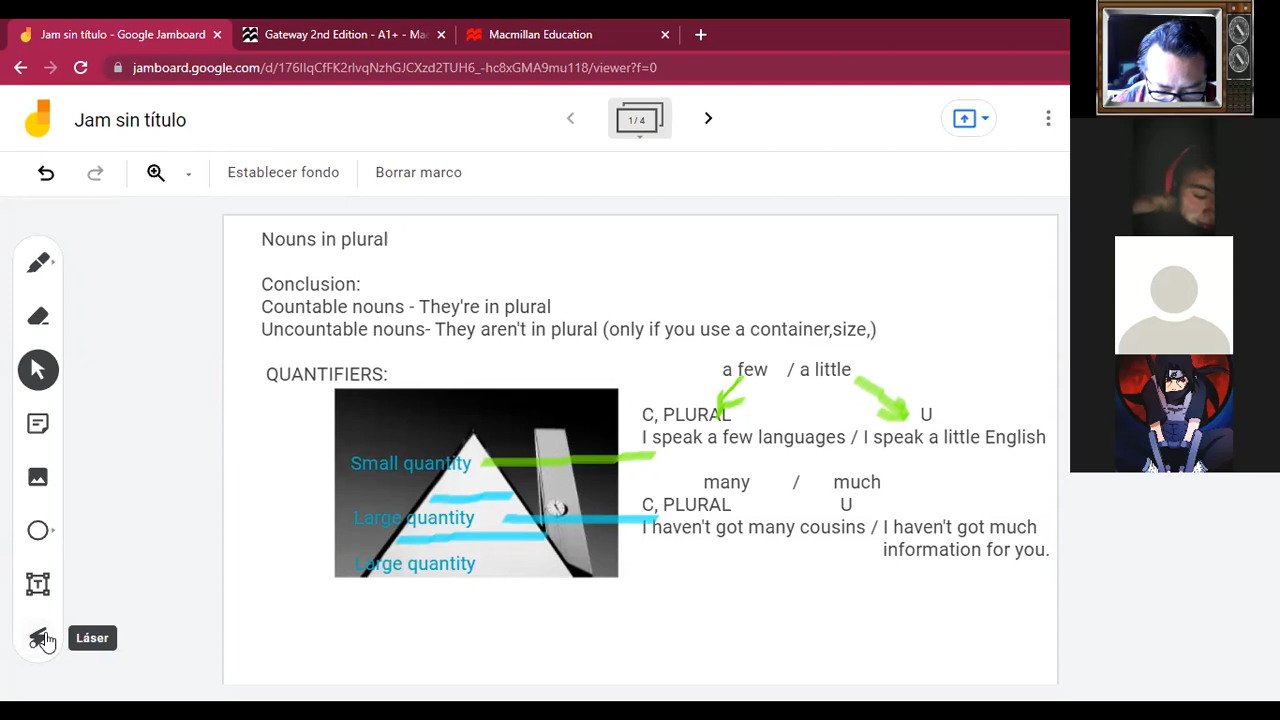 Jam sin título - Google Jamboard
Gateway 2nd Edition - A1+ - Ma
Macmillan Education
jamboard.google.com/d/176IIqCfFK2rlvqNzhGJCXzd2TUH6_-hc8xGMA9mu118/viewer?f=0
Jam sin título
1/4
Establecer fondo
Borrar marco
Nouns in plural
Conclusion:
Countable nouns - They're in plural
Uncountable nouns- They aren't in plural (only if you use a container,size,)
QUANTIFIERS:
a few / a little
C, PLURAL U
I speak a few languages / I speak a little English
Small quantity
many / much
C, PLURAL U
Large quantity
I haven't got many cousins / I haven't got much
information for you.
Large quantity
Láser